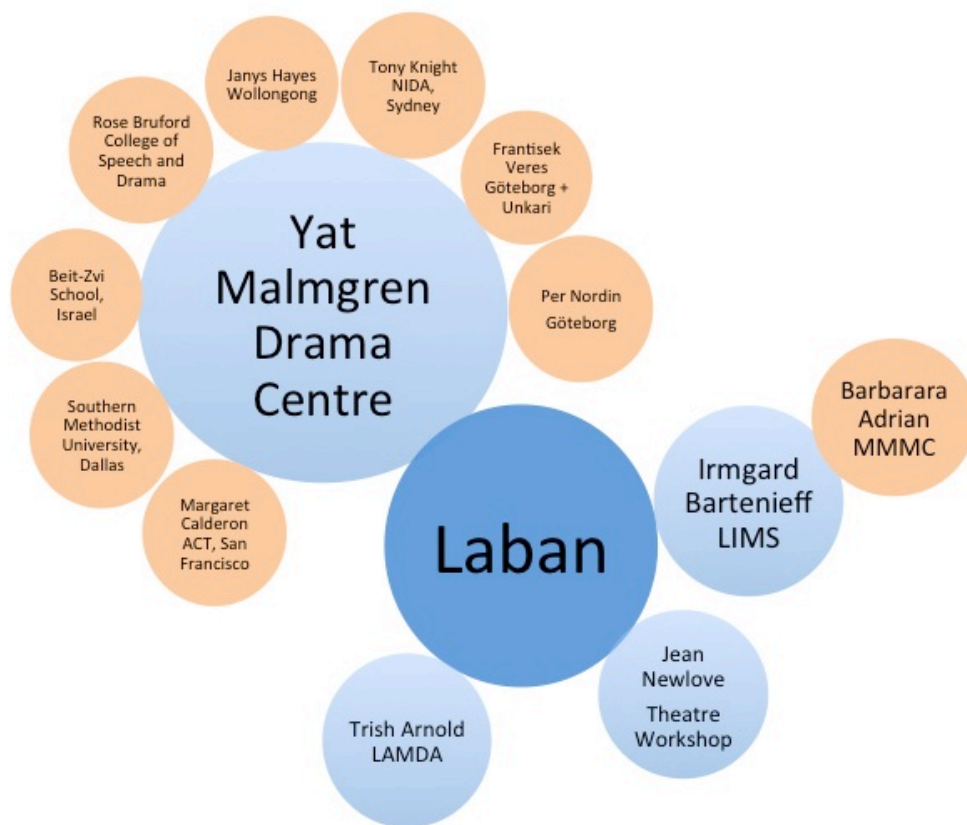 Janys Hayes
Wollongong
Tony Knight
NIDA,
Sydney
Rose Bruford
College of
Speech and
Drama
Frantisek
Veres
Göteborg +
Unkari
Yat
Malmgren
Drama
Centre
Beit-Zvi
School,
Israel
Per Nordin
Göteborg
Southern
Methodist
University,
Dallas
Margaret
Calderon
ACT, San
Francisco
Laban
Irmgard
Bartenieff
LIMS
Barbarara
Adrian
MMMC
Jean
Newlove
Theatre
Workshop
Trish Arnold
LAMDA